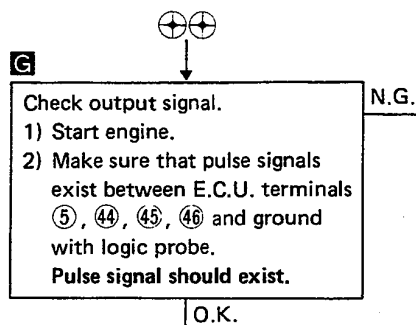 G
Check output signal.
N.G.
1) Start engine.
2) Make sure that pulse signals
exist between E.C.U. terminals
⑤, ㊹, ㊺, ㊻ and ground
with logic probe.
Pulse signal should exist.
O.K.